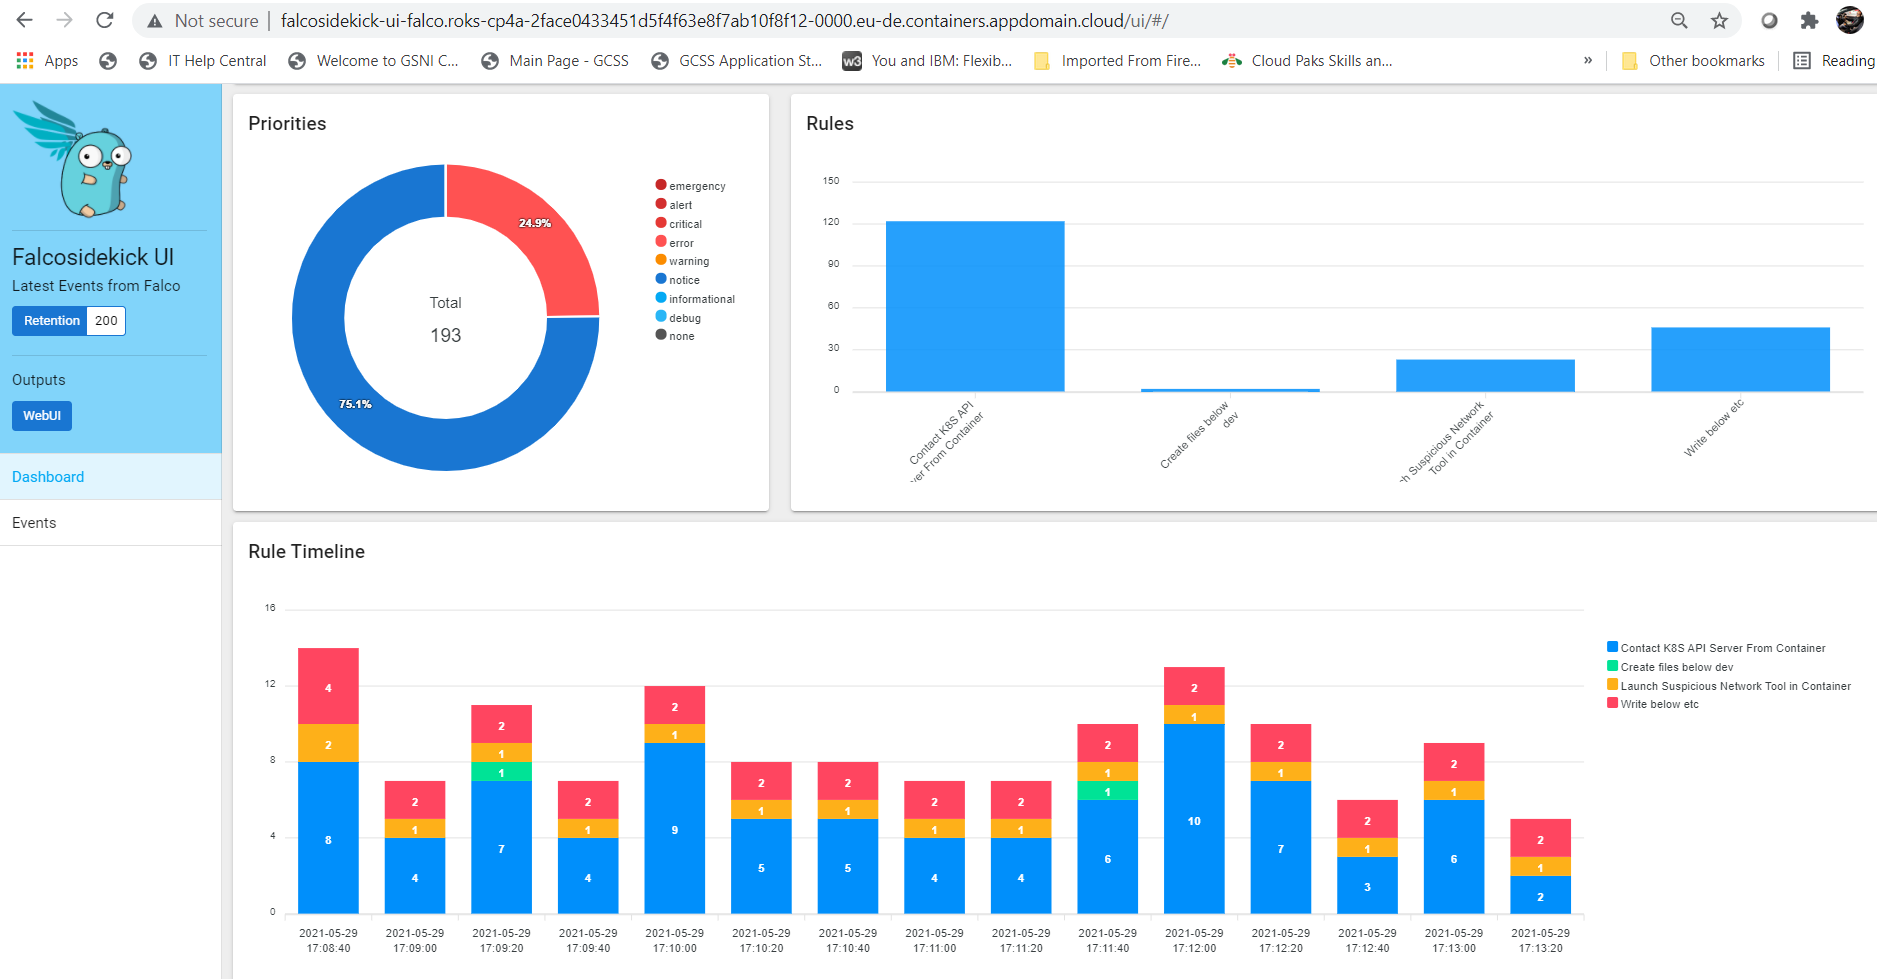 Not secure | falcosidekick-ui-falco.roks-cp4a-2face0433451d5f4f63e8f7ab10f8f12-0000.eu-de.containers.appdomain.cloud/ui/#/
Apps IT Help Central Welcome to GSNI C... Main Page - GCSS GCSS Application St... w3 You and IBM: Flexib... Imported From Fire... Cloud Paks Skills an... » Other bookmarks Reading
Falcosidekick UI
Latest Events from Falco
Retention 200
Outputs
WebUI
Dashboard
Events
Priorities
24.9%
75.1%
Total
193
emergency
alert
critical
error
warning
notice
informational
debug
none
Rules
150
120
90
60
30
0
Contact K8S API
ver From Container
Create files below
dev
ch Suspicious Network
Tool in Container
Write below etc
Rule Timeline
16
12
8
4
0
4 2 8
2 1 4
2 1 1 7
2 1 4
2 1 9
2 1 5
2 1 5
2 1 4
2 1 4
2 1 1 6
2 1 10
2 1 7
2 1 3
2 1 6
2 1 2
2021-05-29 2021-05-29 2021-05-29 2021-05-29 2021-05-29 2021-05-29 2021-05-29 2021-05-29 2021-05-29 2021-05-29 2021-05-29 2021-05-29 2021-05-29 2021-05-29 2021-05-29
17:08:40 17:09:00 17:09:20 17:09:40 17:10:00 17:10:20 17:10:40 17:11:00 17:11:20 17:11:40 17:12:00 17:12:20 17:12:40 17:13:00 17:13:20
Contact K8S API Server From Container
Create files below dev
Launch Suspicious Network Tool in Container
Write below etc